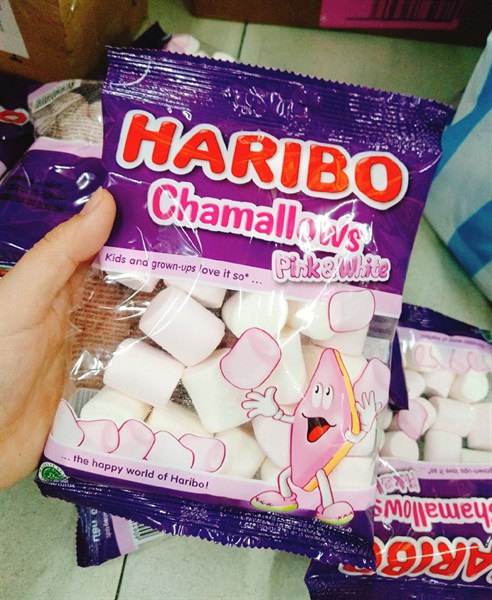 HARIBO
Chamallows
Pink & White
Kids and grown-ups love it so* ...
... the happy world of Haribo!
Chamallows
HARIBO